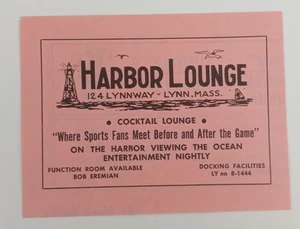 HARBOR LOUNGE
124 LYNNWAY - LYNN, MASS.
• COCKTAIL LOUNGE •
"Where Sports Fans Meet Before and After the Game"
ON THE HARBOR VIEWING THE OCEAN
ENTERTAINMENT NIGHTLY
FUNCTION ROOM AVAILABLE
BOB EREMIAN
DOCKING FACILITIES
LY nn 8-1444